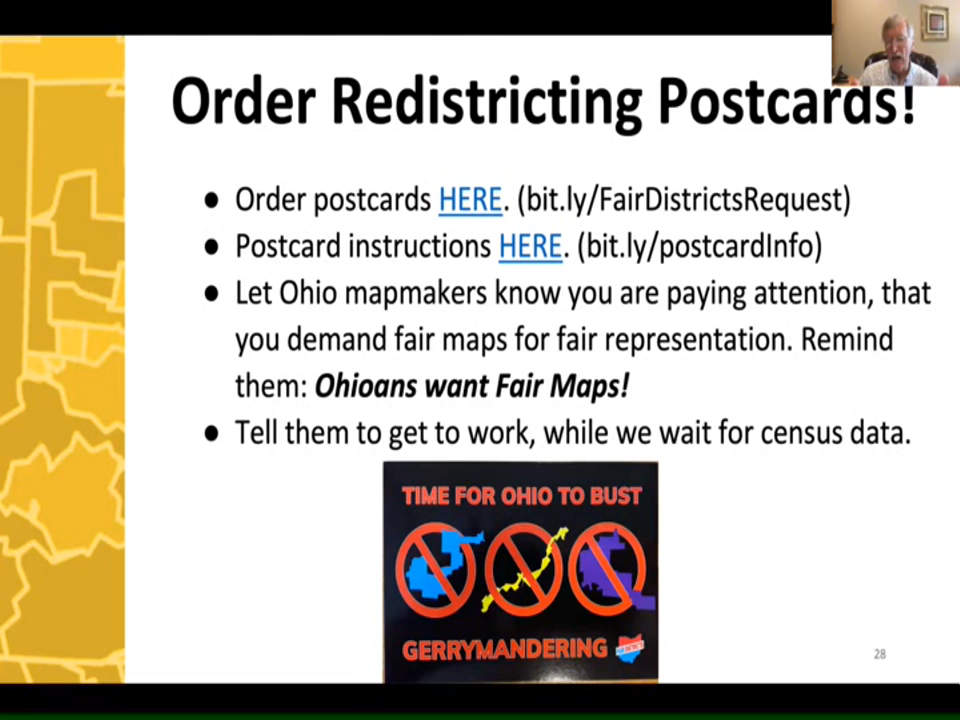 Order Redistricting Postcards!
● Order postcards HERE. (bit.ly/FairDistrictsRequest)
● Postcard instructions HERE. (bit.ly/postcardInfo)
● Let Ohio mapmakers know you are paying attention, that
you demand fair maps for fair representation. Remind
them: Ohioans want Fair Maps!
● Tell them to get to work, while we wait for census data.
TIME FOR OHIO TO BUST
GERRYMANDERING
28